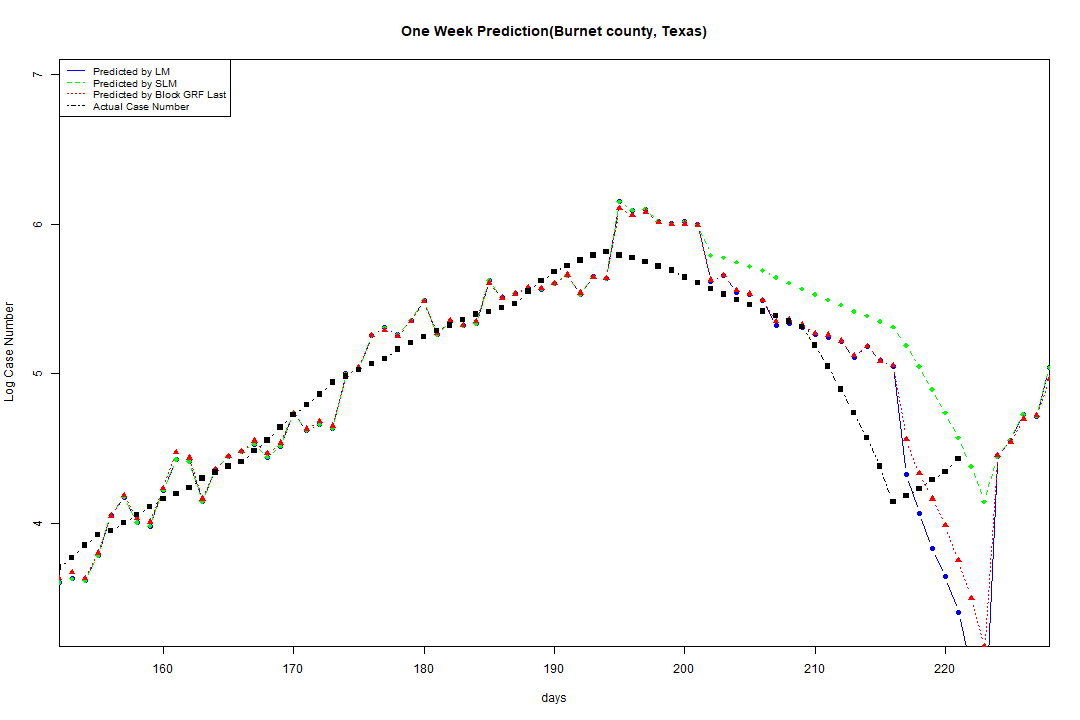 One Week Prediction(Burnet county, Texas)
Predicted by LM
Predicted by SLM
Predicted by Block GRF Last
Actual Case Number
7
6
5
4
Log Case Number
160 170 180 190 200 210 220
days